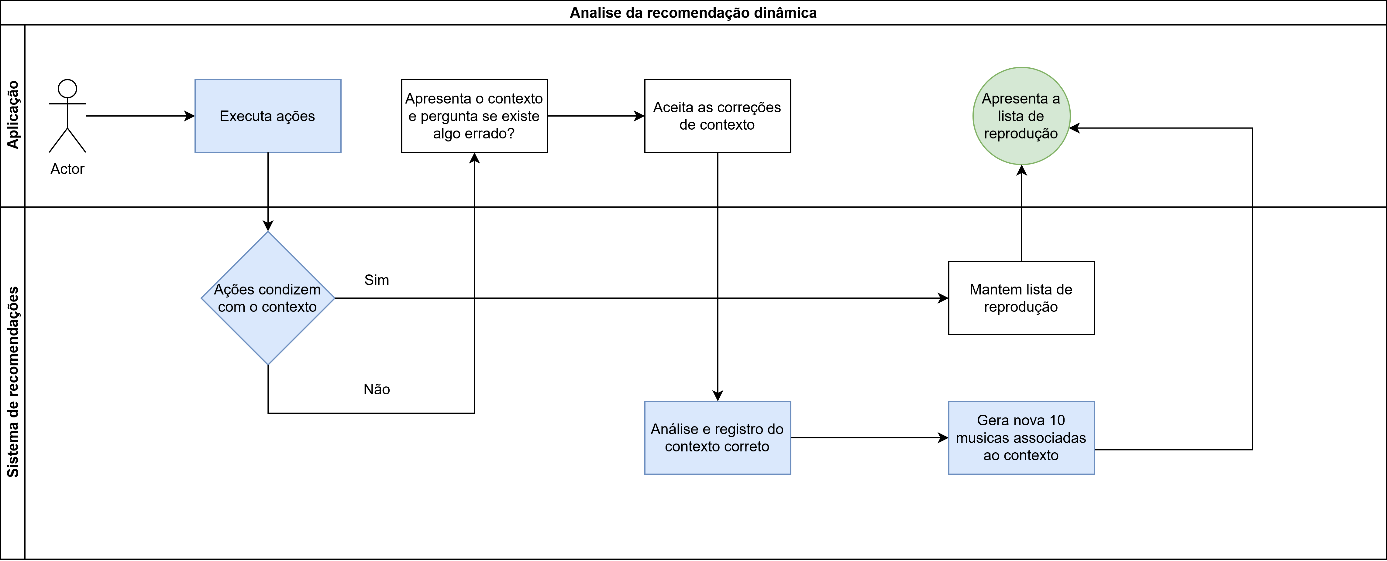 Analise da recomendação dinâmica
Aplicação
Actor
Executa ações
Apresenta o contexto
e pergunta se existe
algo errado?
Aceita as correções
de contexto
Apresenta a
lista de
reprodução
Sistema de recomendações
Ações condizem
com o contexto
Sim
Não
Mantem lista de
reprodução
Análise e registro do
contexto correto
Gera nova 10
musicas associadas
ao contexto